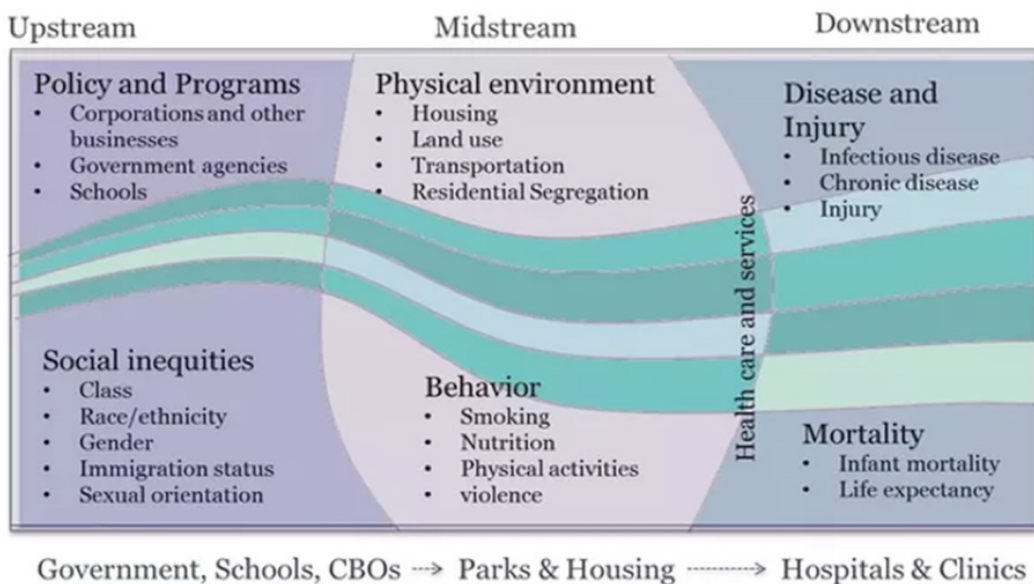 Upstream
Midstream
Downstream
Policy and Programs
• Corporations and other
businesses
• Government agencies
• Schools
Physical environment
• Housing
• Land use
• Transportation
• Residential Segregation
Disease and
Injury
• Infectious disease
• Chronic disease
• Injury
Health care and services
Social inequities
• Class
• Race/ethnicity
• Gender
• Immigration status
• Sexual orientation
Behavior
• Smoking
• Nutrition
• Physical activities
• violence
Mortality
• Infant mortality
• Life expectancy
Government, Schools, CBOs → Parks & Housing → Hospitals & Clinics